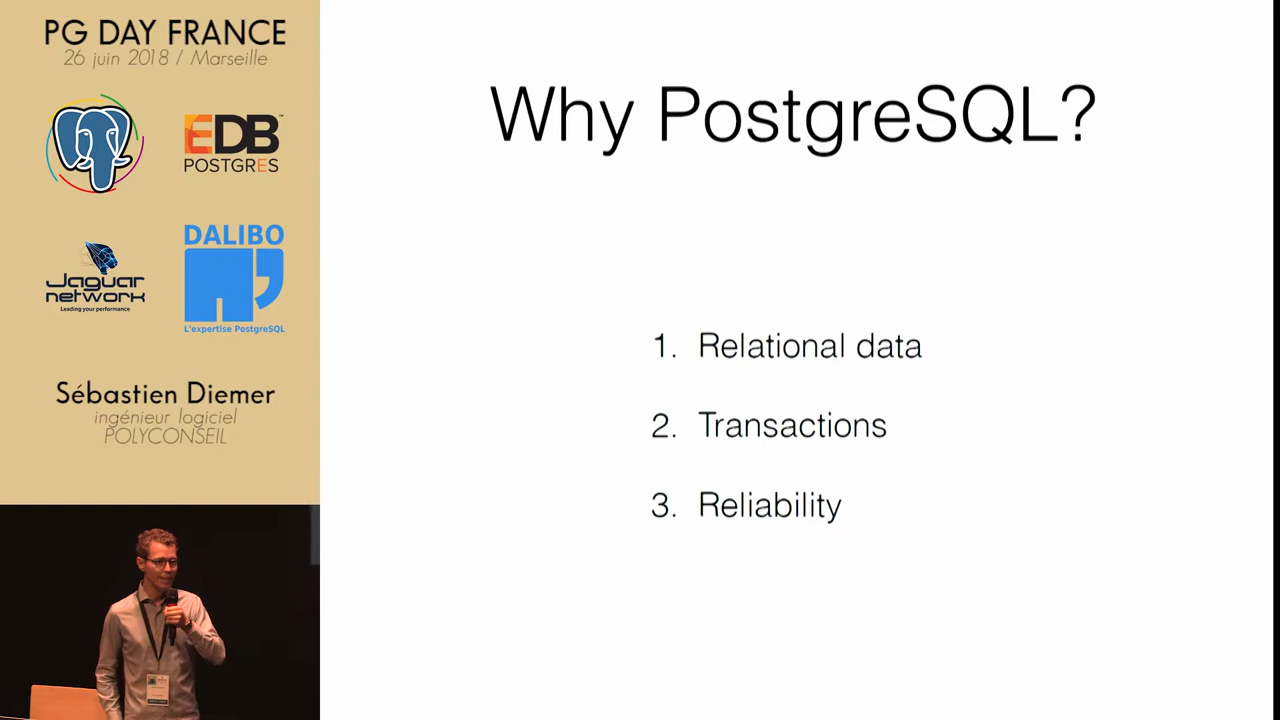 PG DAY FRANCE
26 juin 2018 / Marseille
EDB
POSTGRES
Jaguar
network
Leading your performance
DALIBO
L'expertise PostgreSQL
Sébastien Diemer
ingénieur logiciel
POLYCONSEIL
Why PostgreSQL?
1. Relational data
2. Transactions
3. Reliability